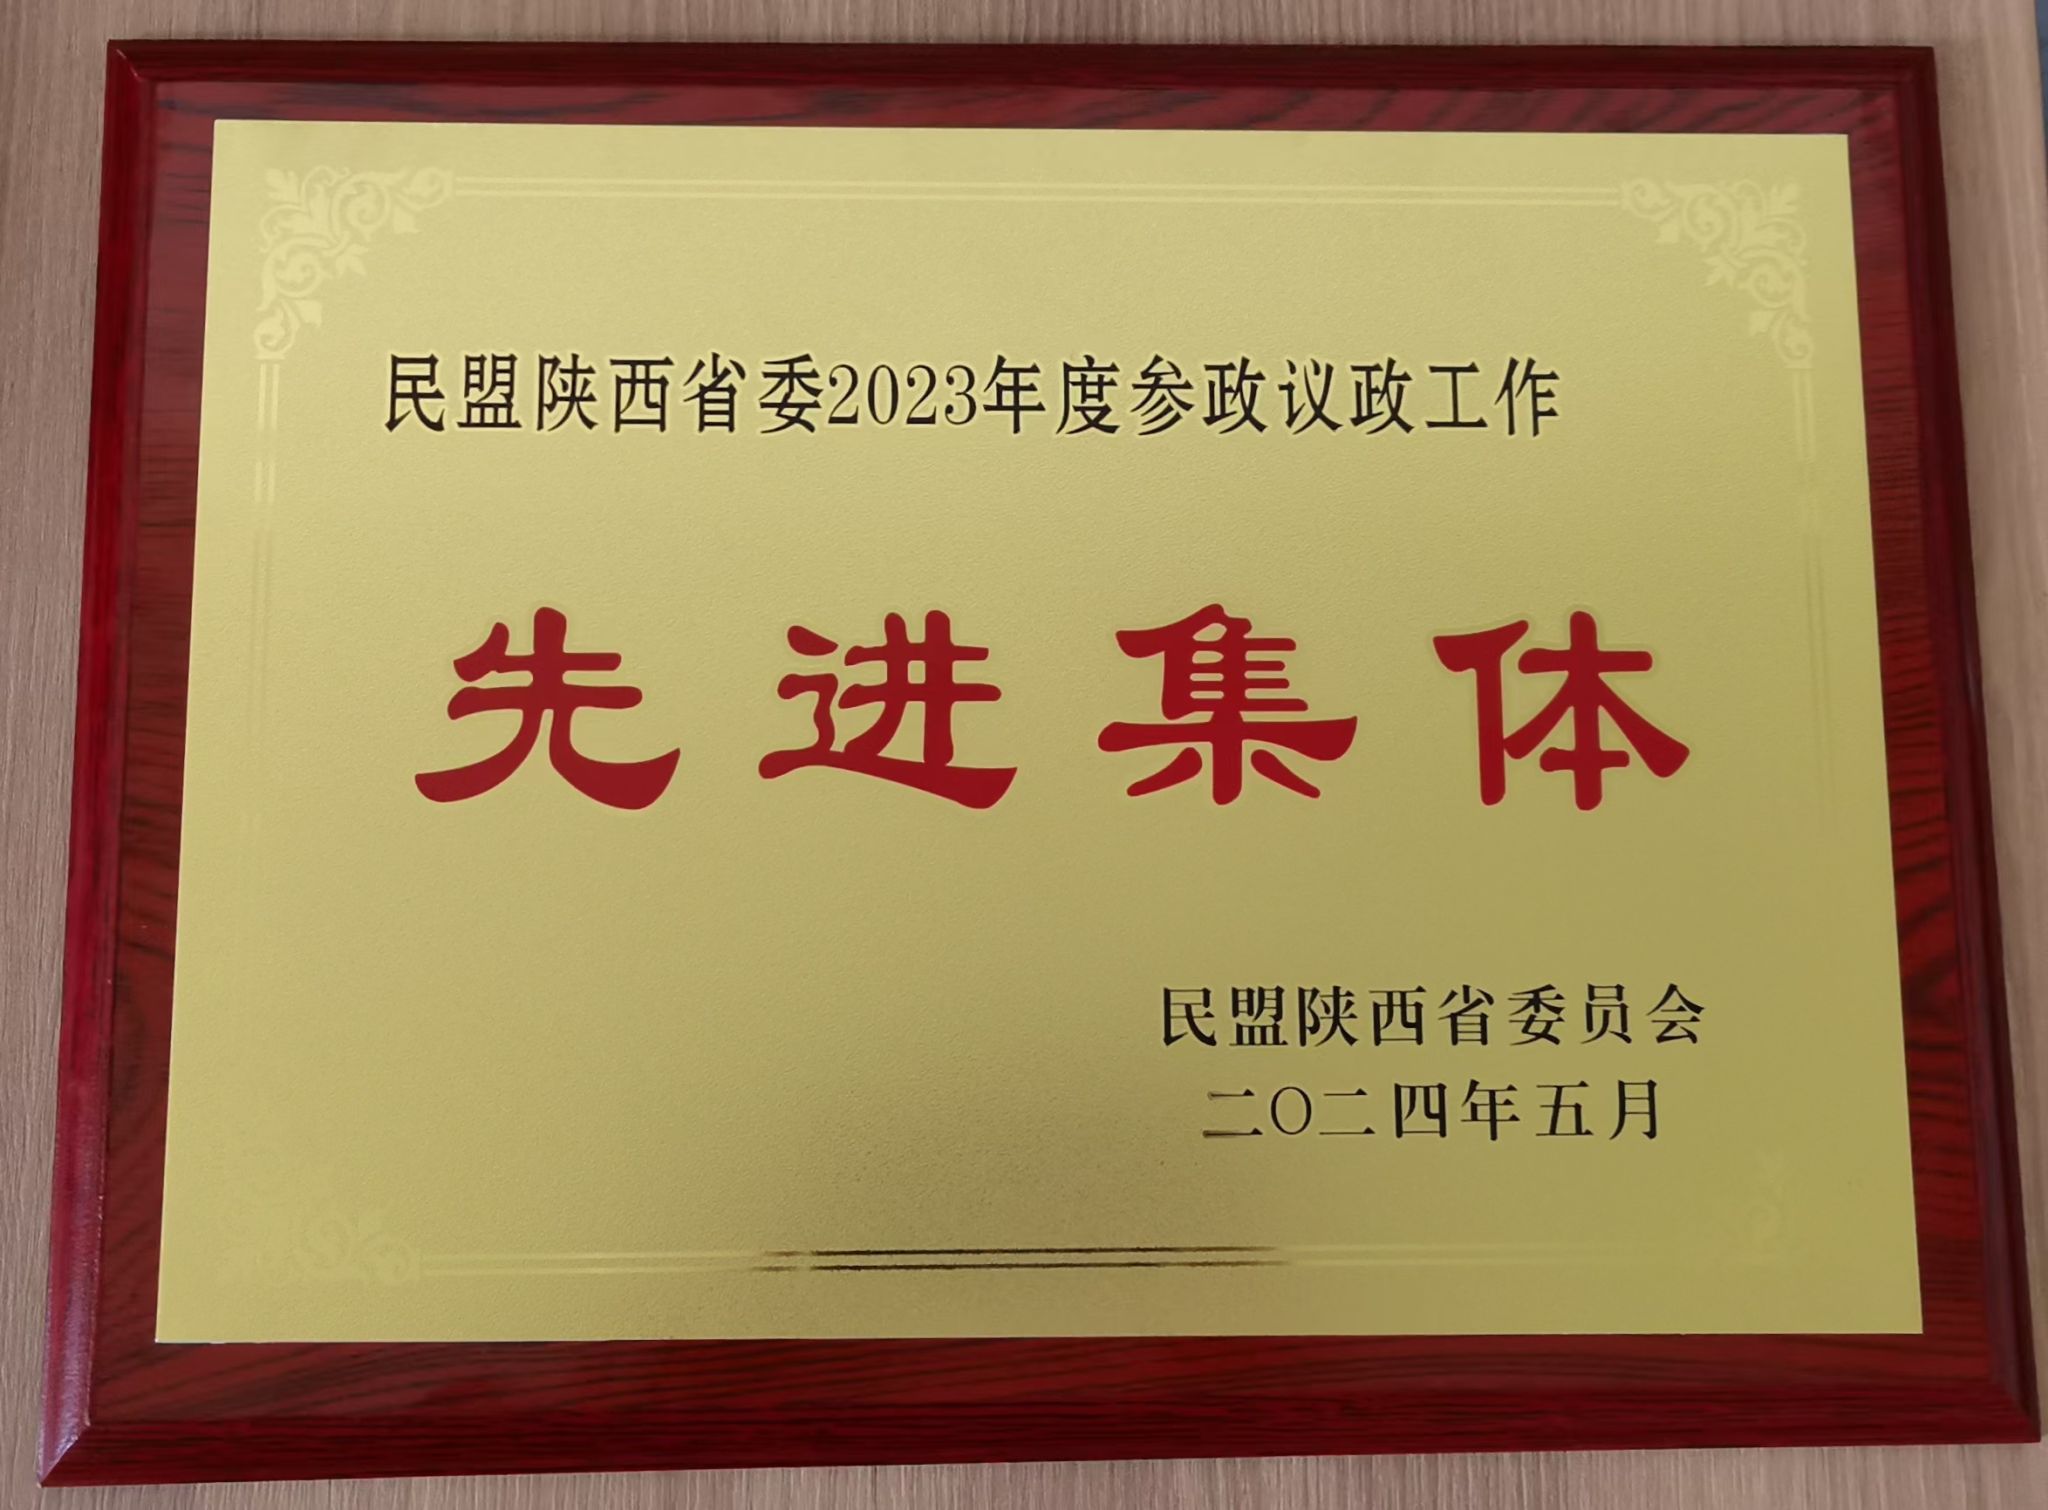 民盟陕西省委2023年度参政议政工作
先进集体
民盟陕西省委员会
二〇二四年五月